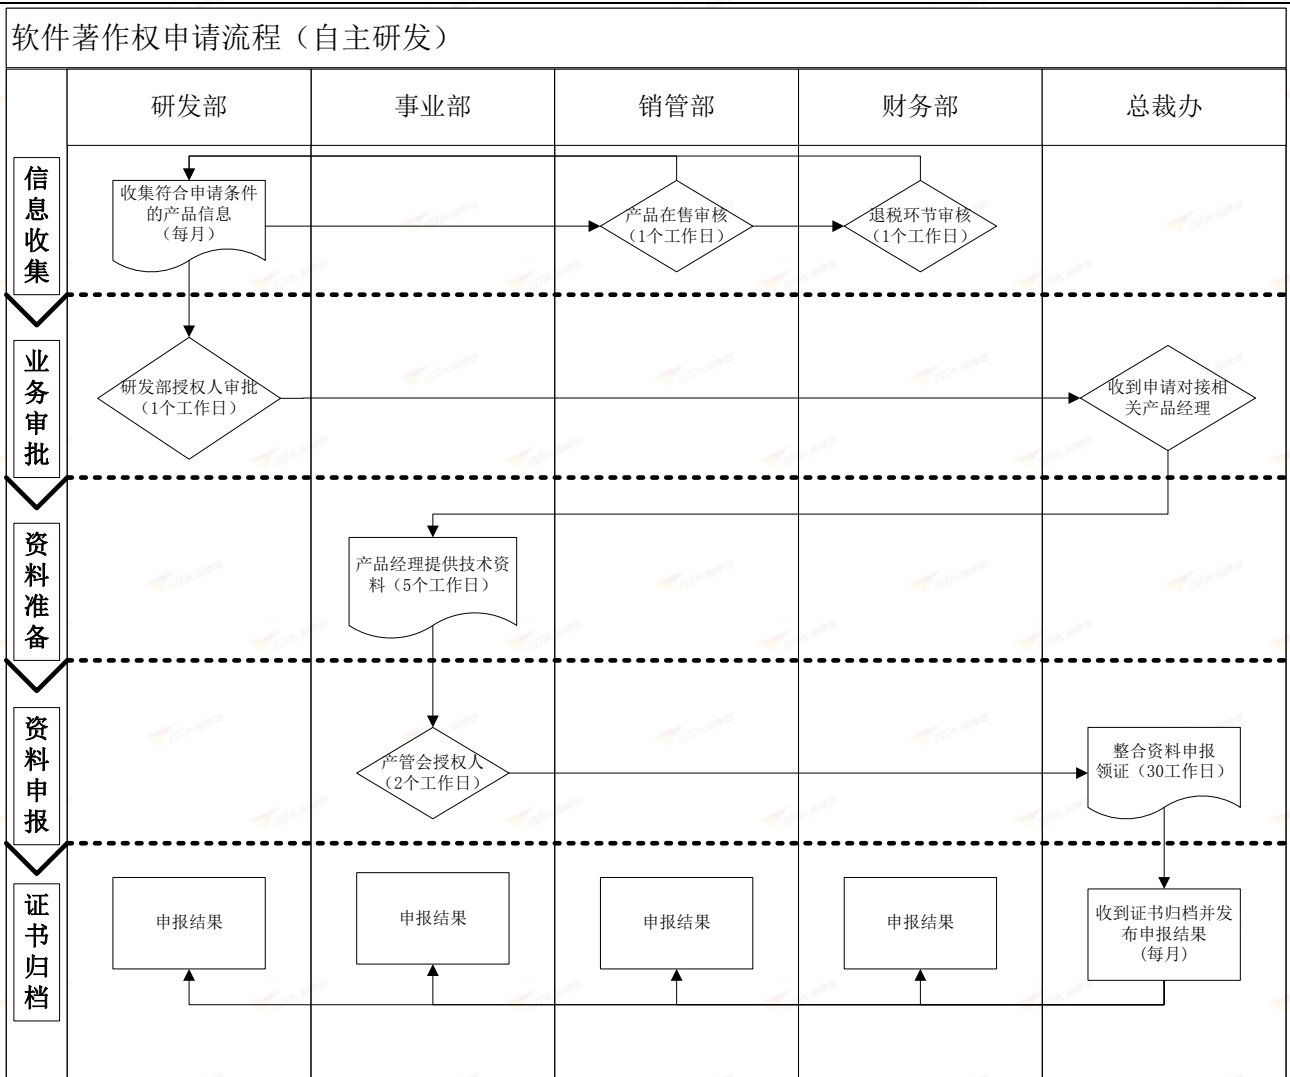 软件著作权申请流程（自主研发）
研发部
事业部
销管部
财务部
总裁办
信息收集
收集符合申请条件
的产品信息
（每月）
产品在售审核
（1个工作日）
退税环节审核
（1个工作日）
业务审批
研发部授权人审批
（1个工作日）
收到申请对接相
关产品经理
资料准备
产品经理提供技术资
料（5个工作日）
资料申报
产管会授权人
（2个工作日）
整合资料申报
领证（30工作日）
证书归档
申报结果
申报结果
申报结果
申报结果
收到证书归档并发
布申报结果
(每月)